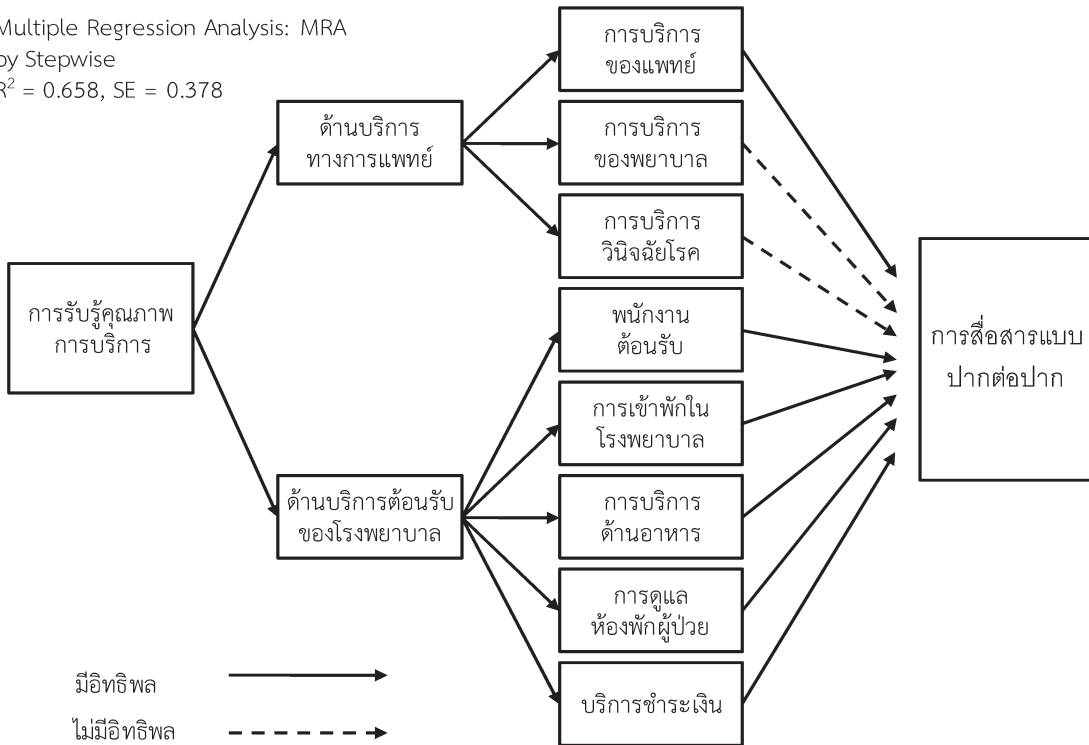 Multiple Regression Analysis: MRA
by Stepwise
R² = 0.658, SE = 0.378
การรับรู้คุณภาพ
การบริการ
ด้านบริการ
ทางการแพทย์
ด้านบริการต้อนรับ
ของโรงพยาบาล
การบริการ
ของแพทย์
การบริการ
ของพยาบาล
การบริการ
วินิจฉัยโรค
พนักงาน
ต้อนรับ
การเข้าพักใน
โรงพยาบาล
การบริการ
ด้านอาหาร
การดูแล
ห้องพักผู้ป่วย
บริการชำระเงิน
การสื่อสารแบบ
ปากต่อปาก
มีอิทธิพล
ไม่มีอิทธิพล